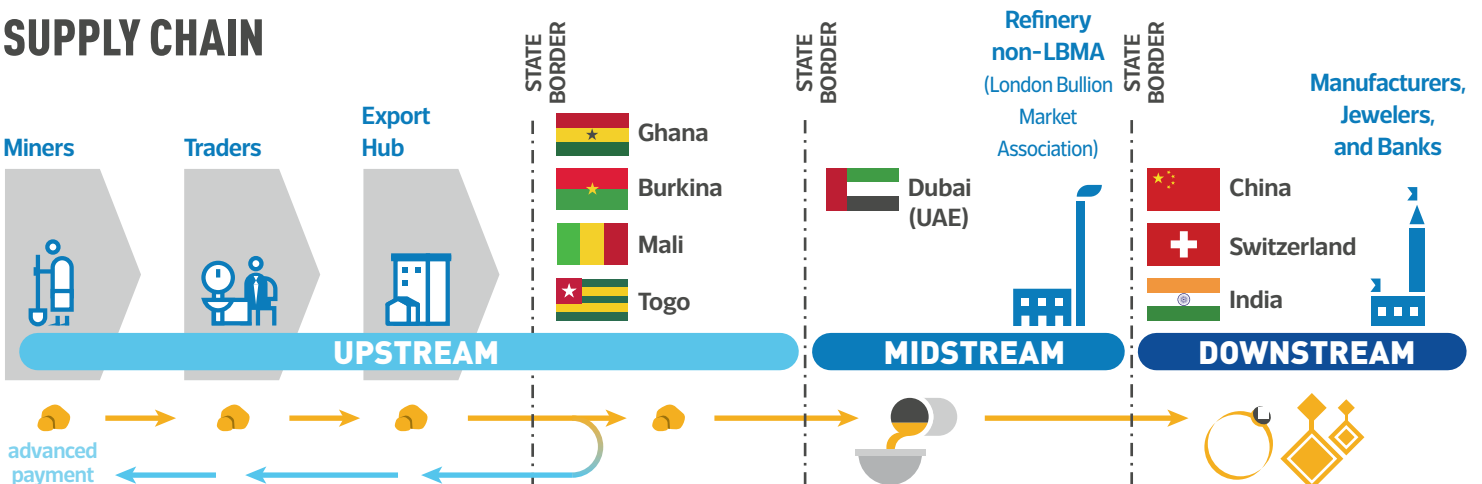 SUPPLY CHAIN
Miners
Traders
Export
Hub
STATE
BORDER
Ghana
Burkina
Mali
Togo
STATE
BORDER
Dubai
(UAE)
Refinery
non-LBMA
(London Bullion
Market
Association)
STATE
BORDER
China
Switzerland
India
Manufacturers,
Jewelers,
and Banks
UPSTREAM
MIDSTREAM
DOWNSTREAM
advanced
payment